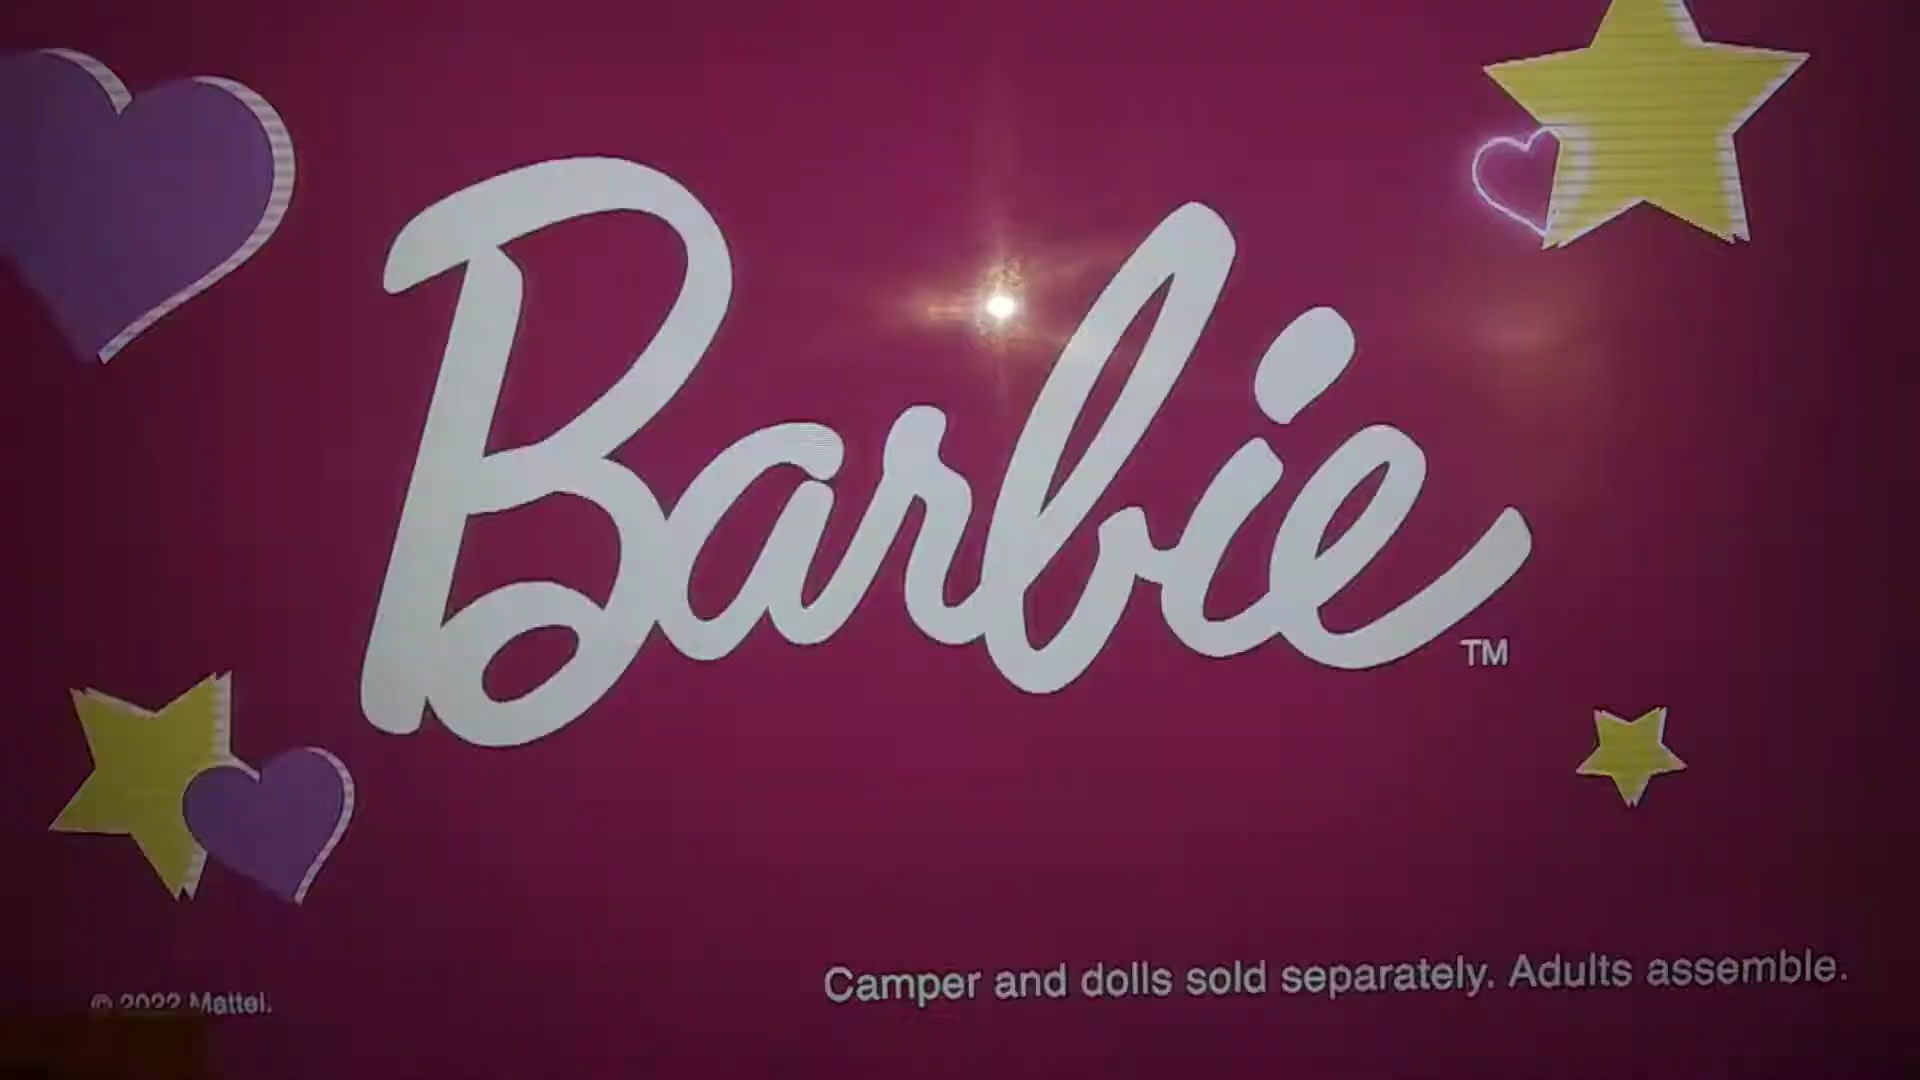 Barbie
TM
Camper and dolls sold separately. Adults assemble.
© 2022 Mattel.